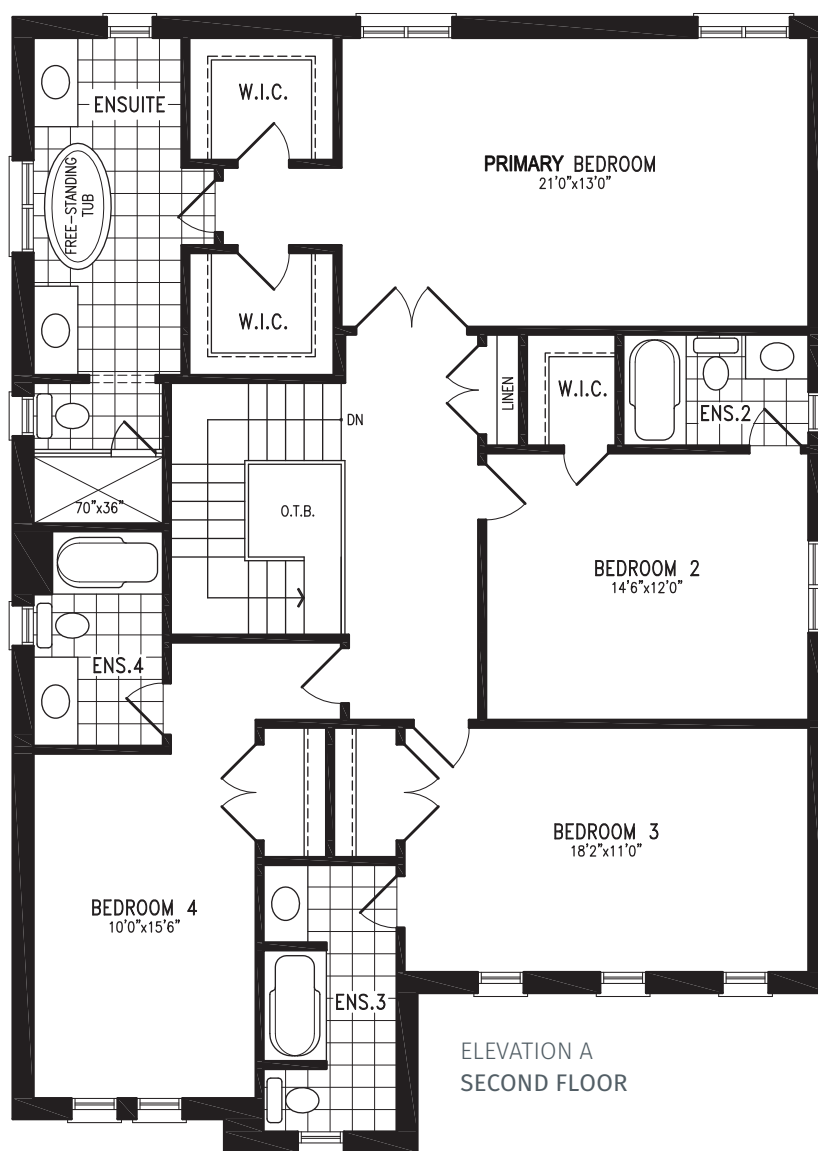 ENSUITE
W.I.C.
FREE-STANDING
TUB
PRIMARY BEDROOM
21'0"x13'0"
W.I.C.
LINEN
W.I.C.
ENS.2
DN
70"x36"
O.T.B.
BEDROOM 2
14'6"x12'0"
ENS.4
BEDROOM 3
18'2"x11'0"
BEDROOM 4
10'0"x15'6"
ENS.3
ELEVATION A
SECOND FLOOR